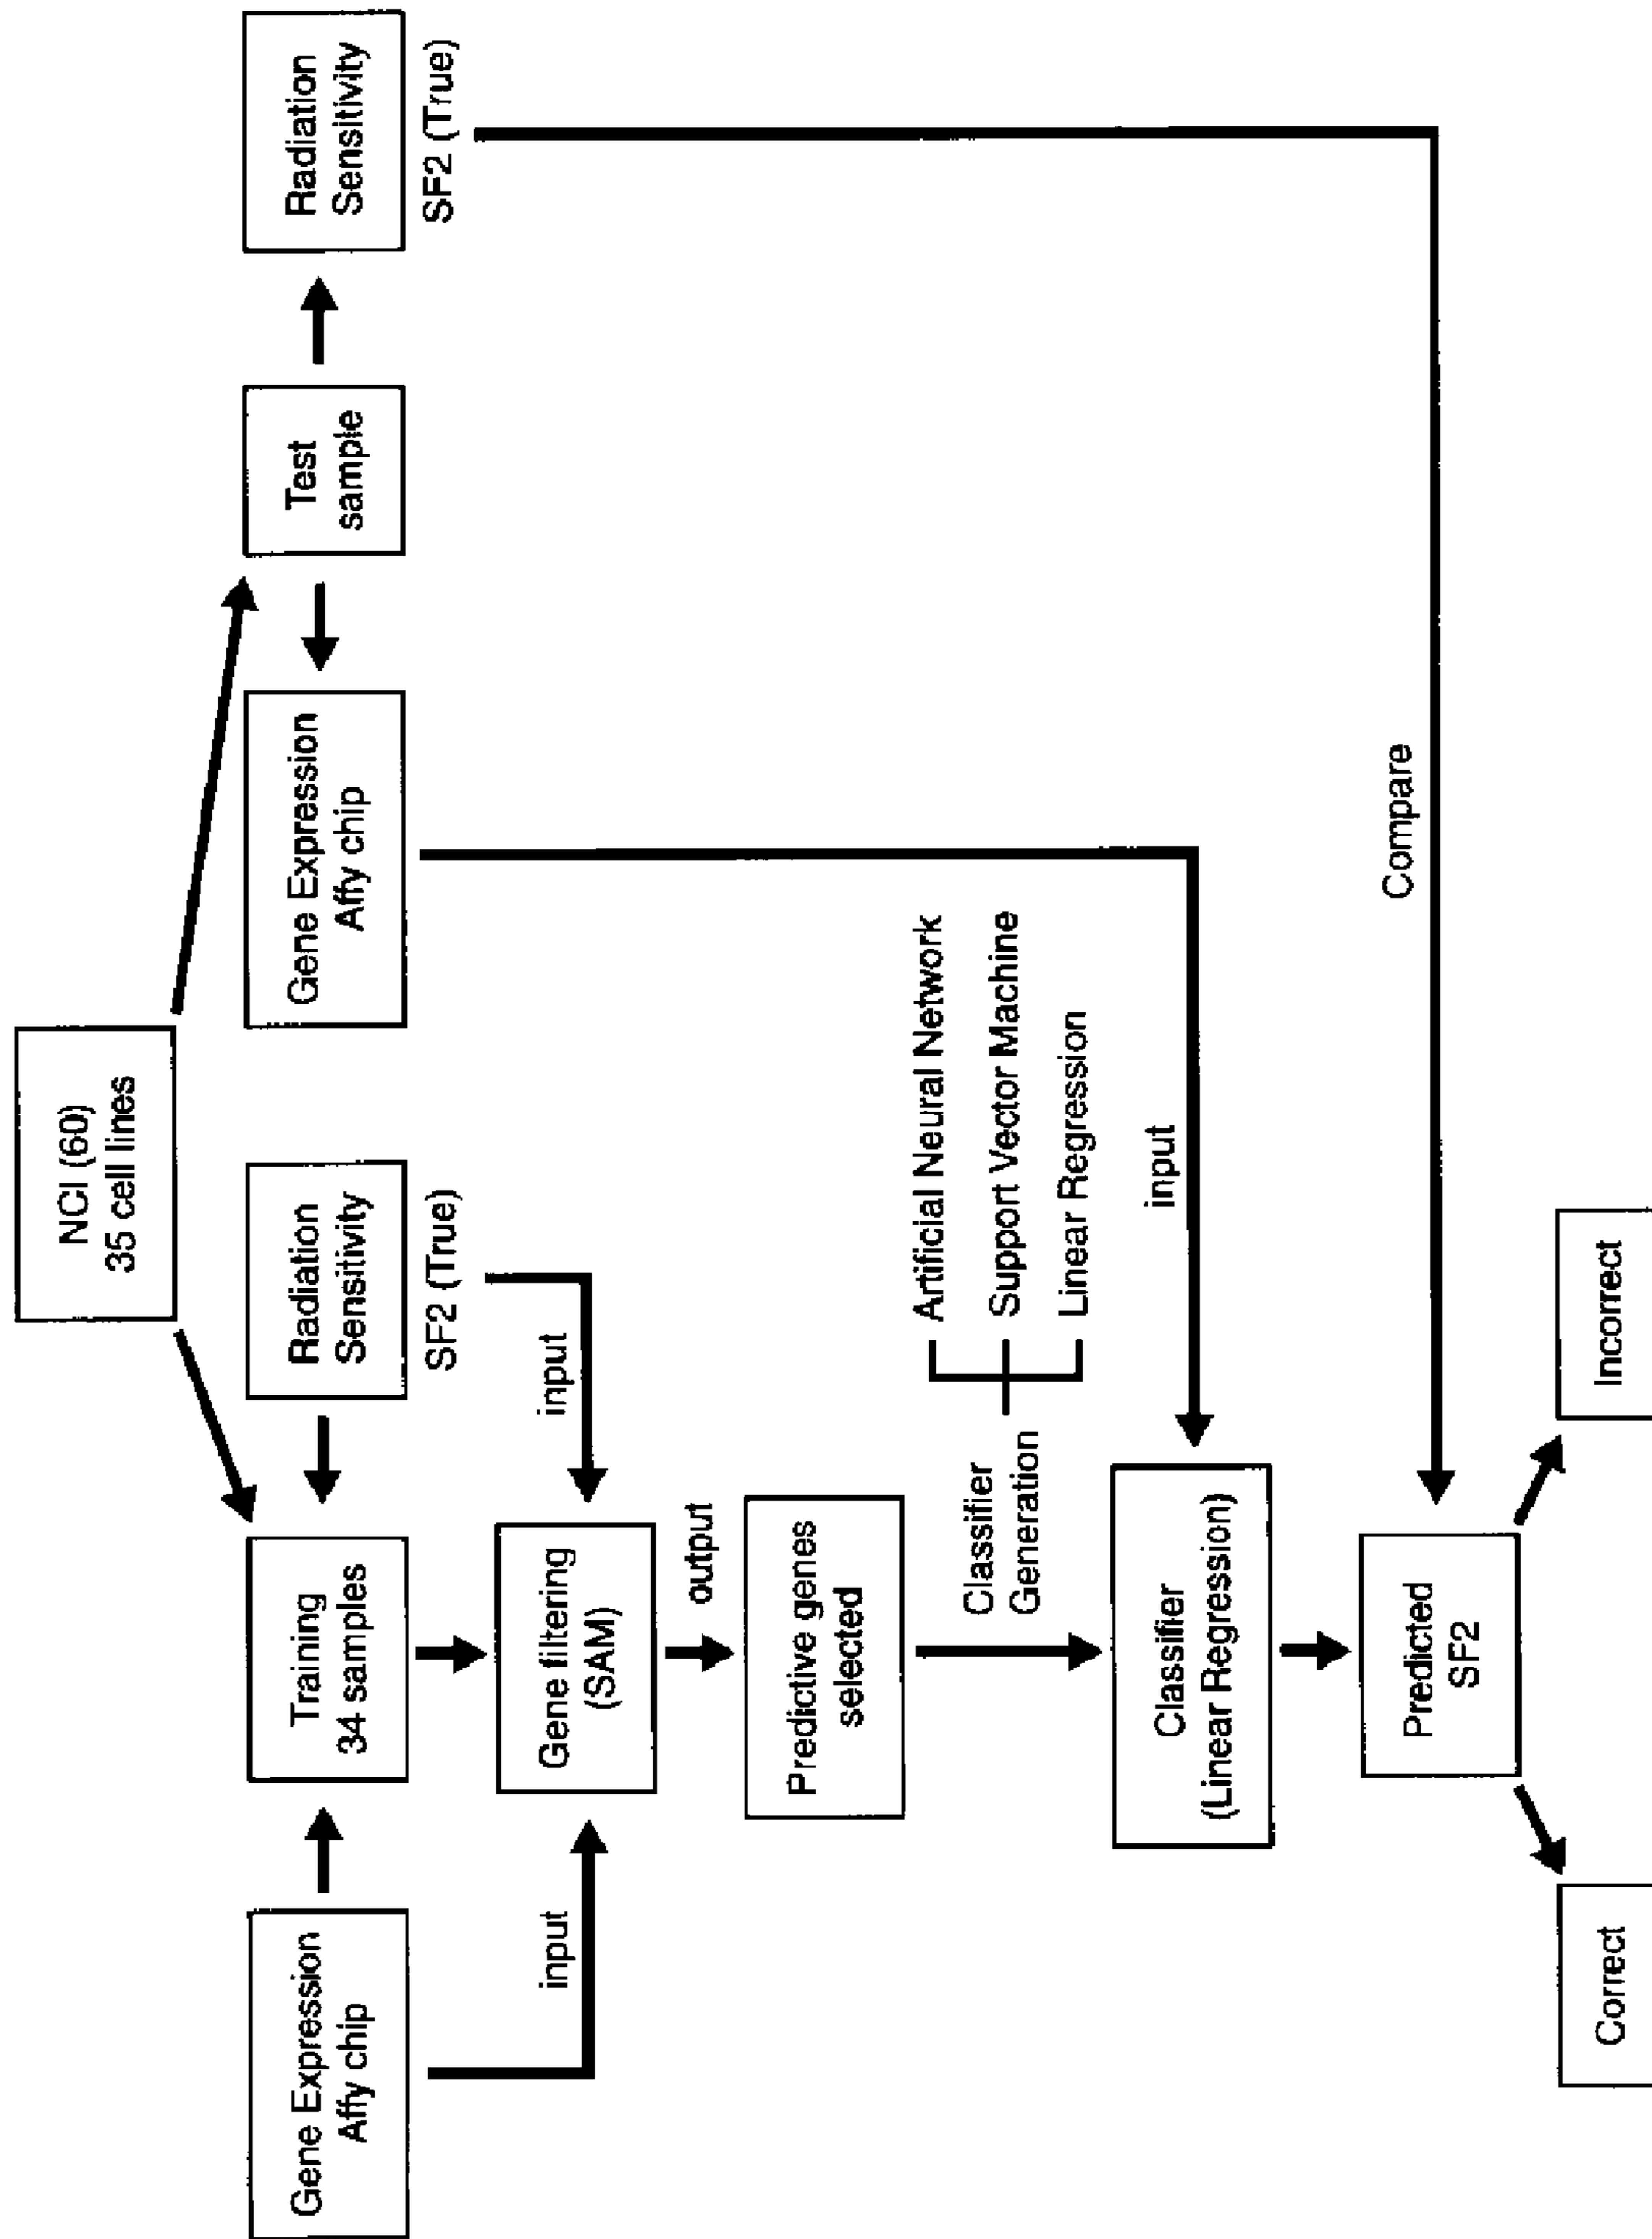 NCI (60)
35 cell lines
Gene Expression
Affy chip
Training
34 samples
Radiation
Sensitivity
SF2 (True)
Gene Expression
Affy chip
Test
sample
Radiation
Sensitivity
SF2 (True)
input
input
Gene filtering
(SAM)
output
Predictive genes
selected
Classifier
Generation
Artificial Neural Network
Support Vector Machine
Linear Regression
input
Classifier
(Linear Regression)
Compare
Predicted
SF2
Correct
Incorrect